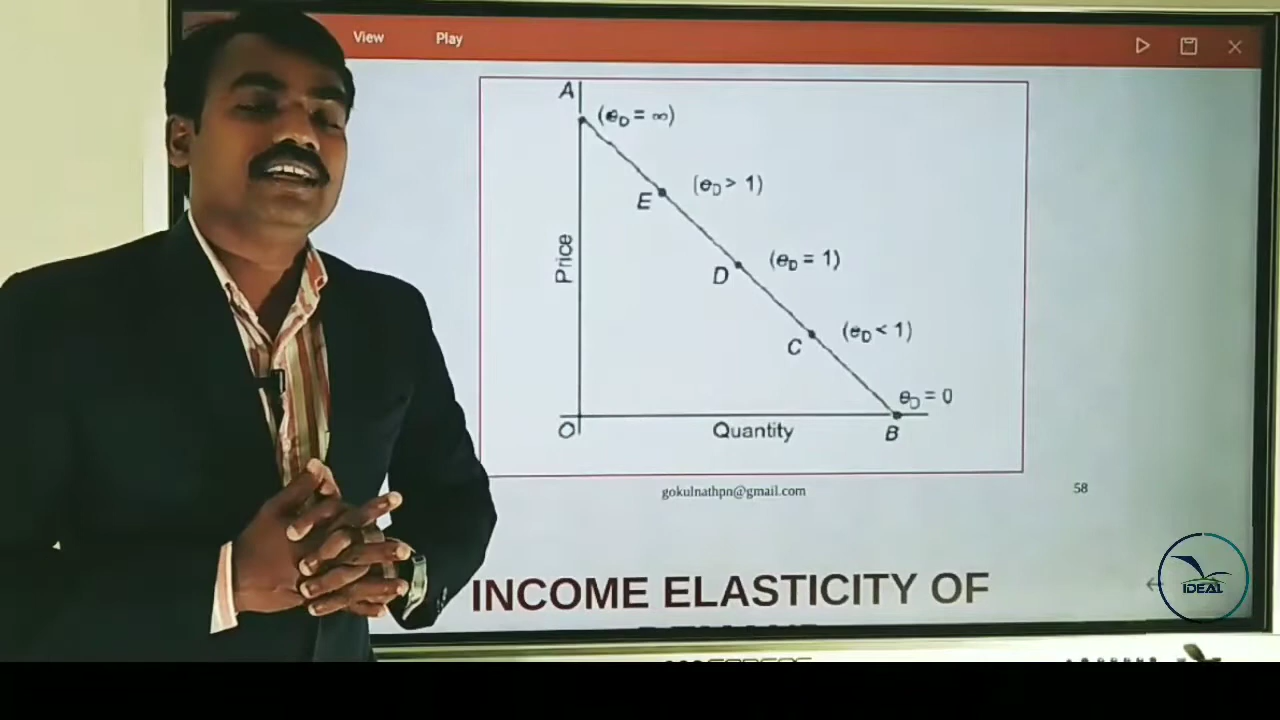 View Play
A
(eD = ∞)
(eD > 1)
E
Price
(eD = 1)
D
(eD < 1)
C
eD = 0
O Quantity B
gokulnathpn@gmail.com 58
IDEAL
INCOME ELASTICITY OF